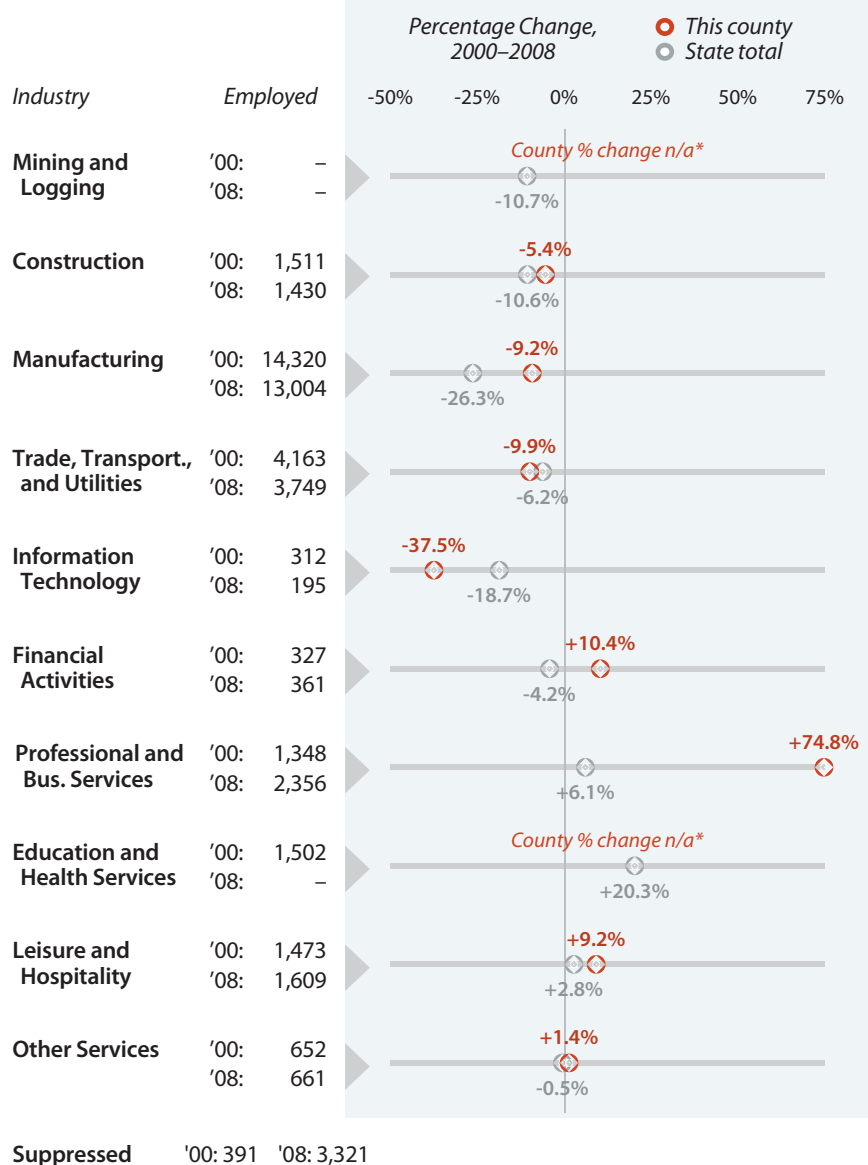 Percentage Change,
2000–2008
This county
State total
Industry Employed -50% -25% 0% 25% 50% 75%
Mining and
Logging
'00: –
'08: –
County % change n/a*
-10.7%
Construction
'00: 1,511
'08: 1,430
-5.4%
-10.6%
Manufacturing
'00: 14,320
'08: 13,004
-9.2%
-26.3%
Trade, Transport.,
and Utilities
'00: 4,163
'08: 3,749
-9.9%
-6.2%
Information
Technology
'00: 312
'08: 195
-37.5%
-18.7%
Financial
Activities
'00: 327
'08: 361
+10.4%
-4.2%
Professional and
Bus. Services
'00: 1,348
'08: 2,356
+74.8%
+6.1%
Education and
Health Services
'00: 1,502
'08: –
County % change n/a*
+20.3%
Leisure and
Hospitality
'00: 1,473
'08: 1,609
+9.2%
+2.8%
Other Services
'00: 652
'08: 661
+1.4%
-0.5%
Suppressed '00: 391 '08: 3,321